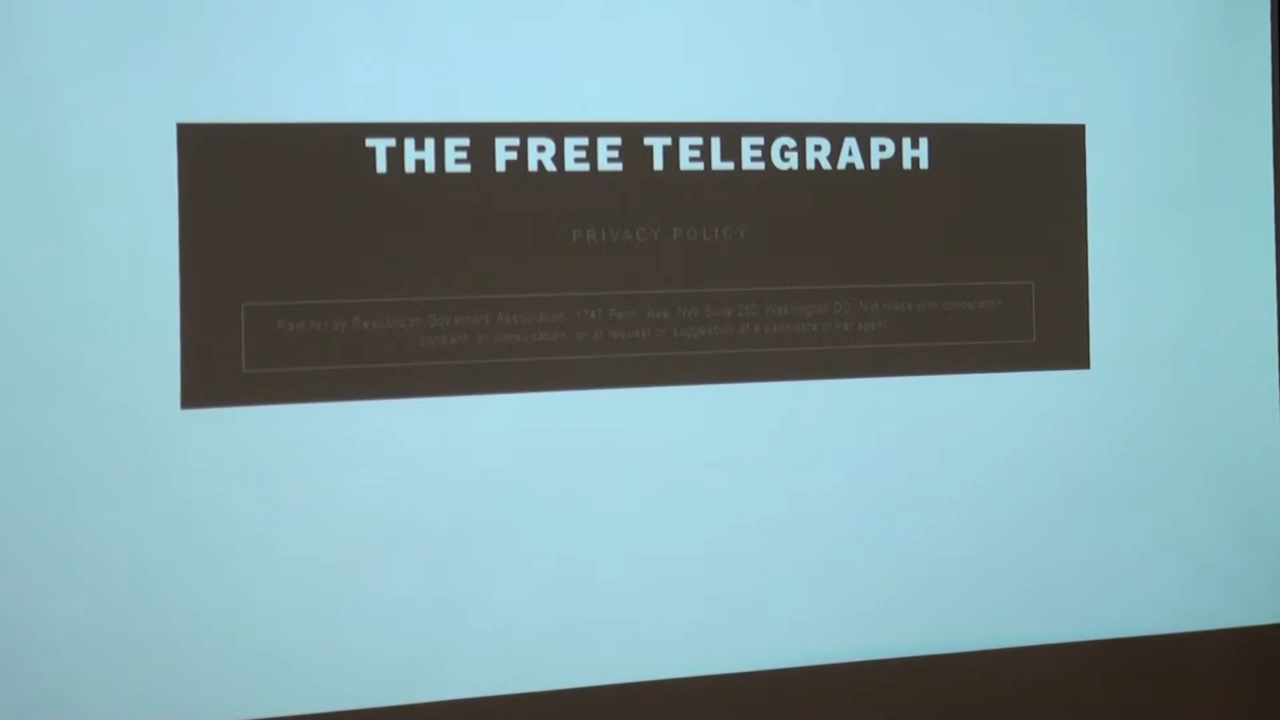 THE FREE TELEGRAPH
PRIVACY POLICY
Paid for by Republican Governors Association, 1747 Penn. Ave. NW Suite 250, Washington DC. Not made with cooperation
consent, or consultation, or at request or suggestion of a candidate or her agent